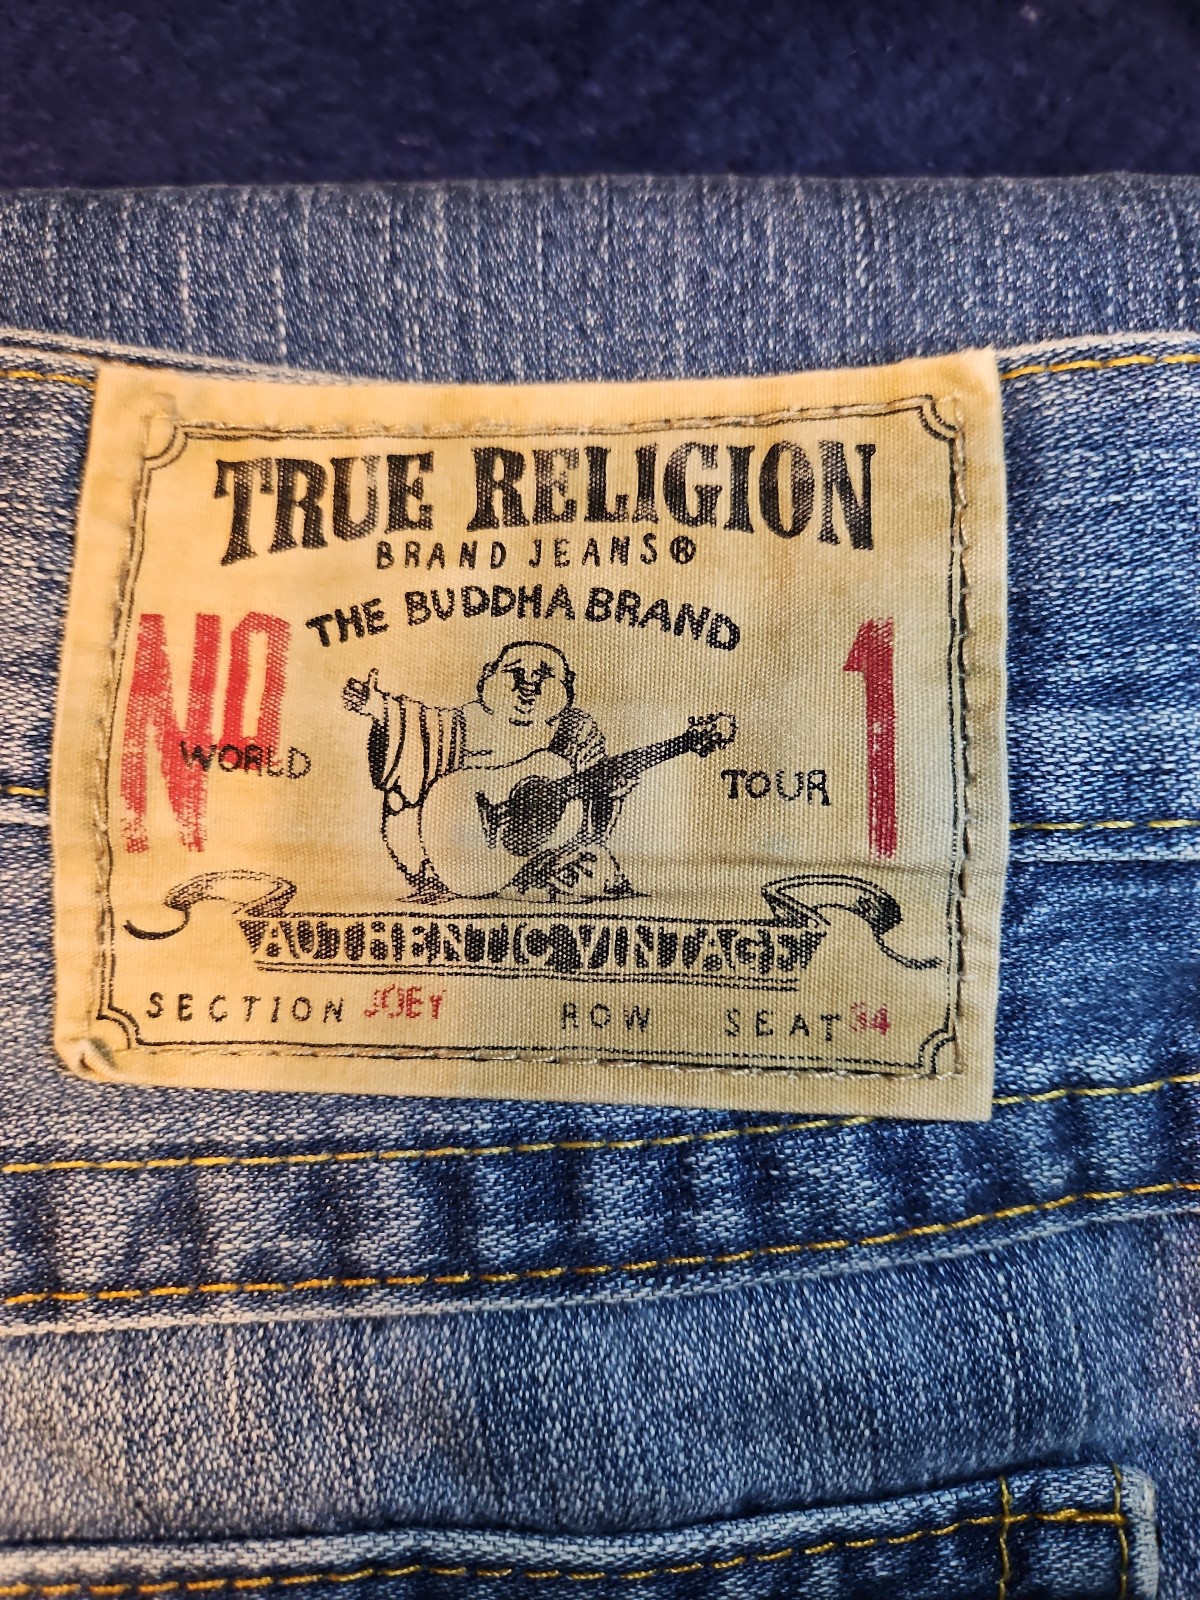 TRUE RELIGION
BRAND JEANS®
THE BUDDHA BRAND
NO 1
WORLD TOUR
AUTHENTIC VINTAGE
SECTION JOEY ROW SEAT 34